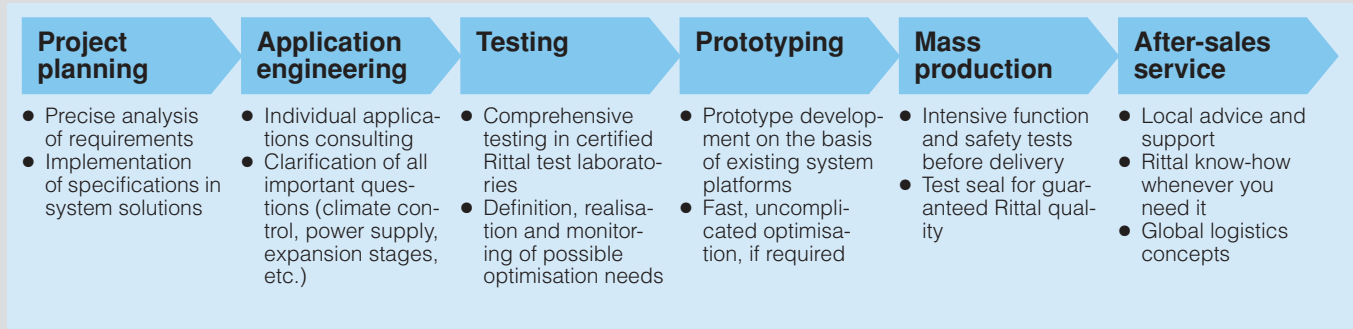 Project
planning
● Precise analysis
of requirements
● Implementation
of specifications in
system solutions
Application
engineering
● Individual applica-
tions consulting
● Clarification of all
important ques-
tions (climate con-
trol, power supply,
expansion stages,
etc.)
Testing
● Comprehensive
testing in certified
Rittal test laborato-
ries
● Definition, realisa-
tion and monitor-
ing of possible
optimisation needs
Prototyping
● Prototype develop-
ment on the basis
of existing system
platforms
● Fast, uncompli-
cated optimisa-
tion, if required
Mass
production
● Intensive function
and safety tests
before delivery
● Test seal for guar-
anteed Rittal qual-
ity
After-sales
service
● Local advice and
support
● Rittal know-how
whenever you
need it
● Global logistics
concepts